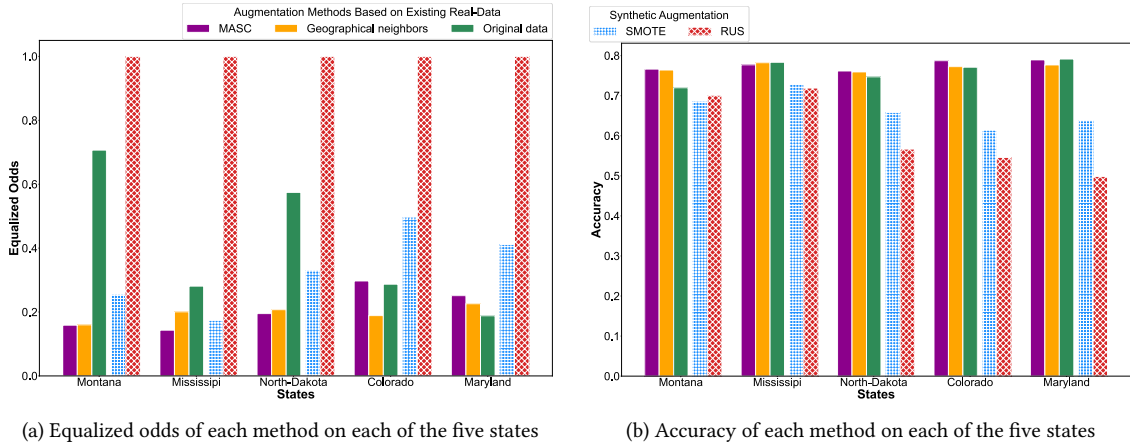 Augmentation Methods Based on Existing Real-Data
MASC Geographical neighbors Original data
1.0
0.8
0.6
0.4
0.2
0.0
Equalized Odds
Montana Mississipi North-Dakota Colorado Maryland
States
(a) Equalized odds of each method on each of the five states
Synthetic Augmentation
SMOTE RUS
0.8
0.7
0.6
0.5
0.4
0.3
0.2
0.1
0.0
Accuracy
Montana Mississipi North-Dakota Colorado Maryland
States
(b) Accuracy of each method on each of the five states